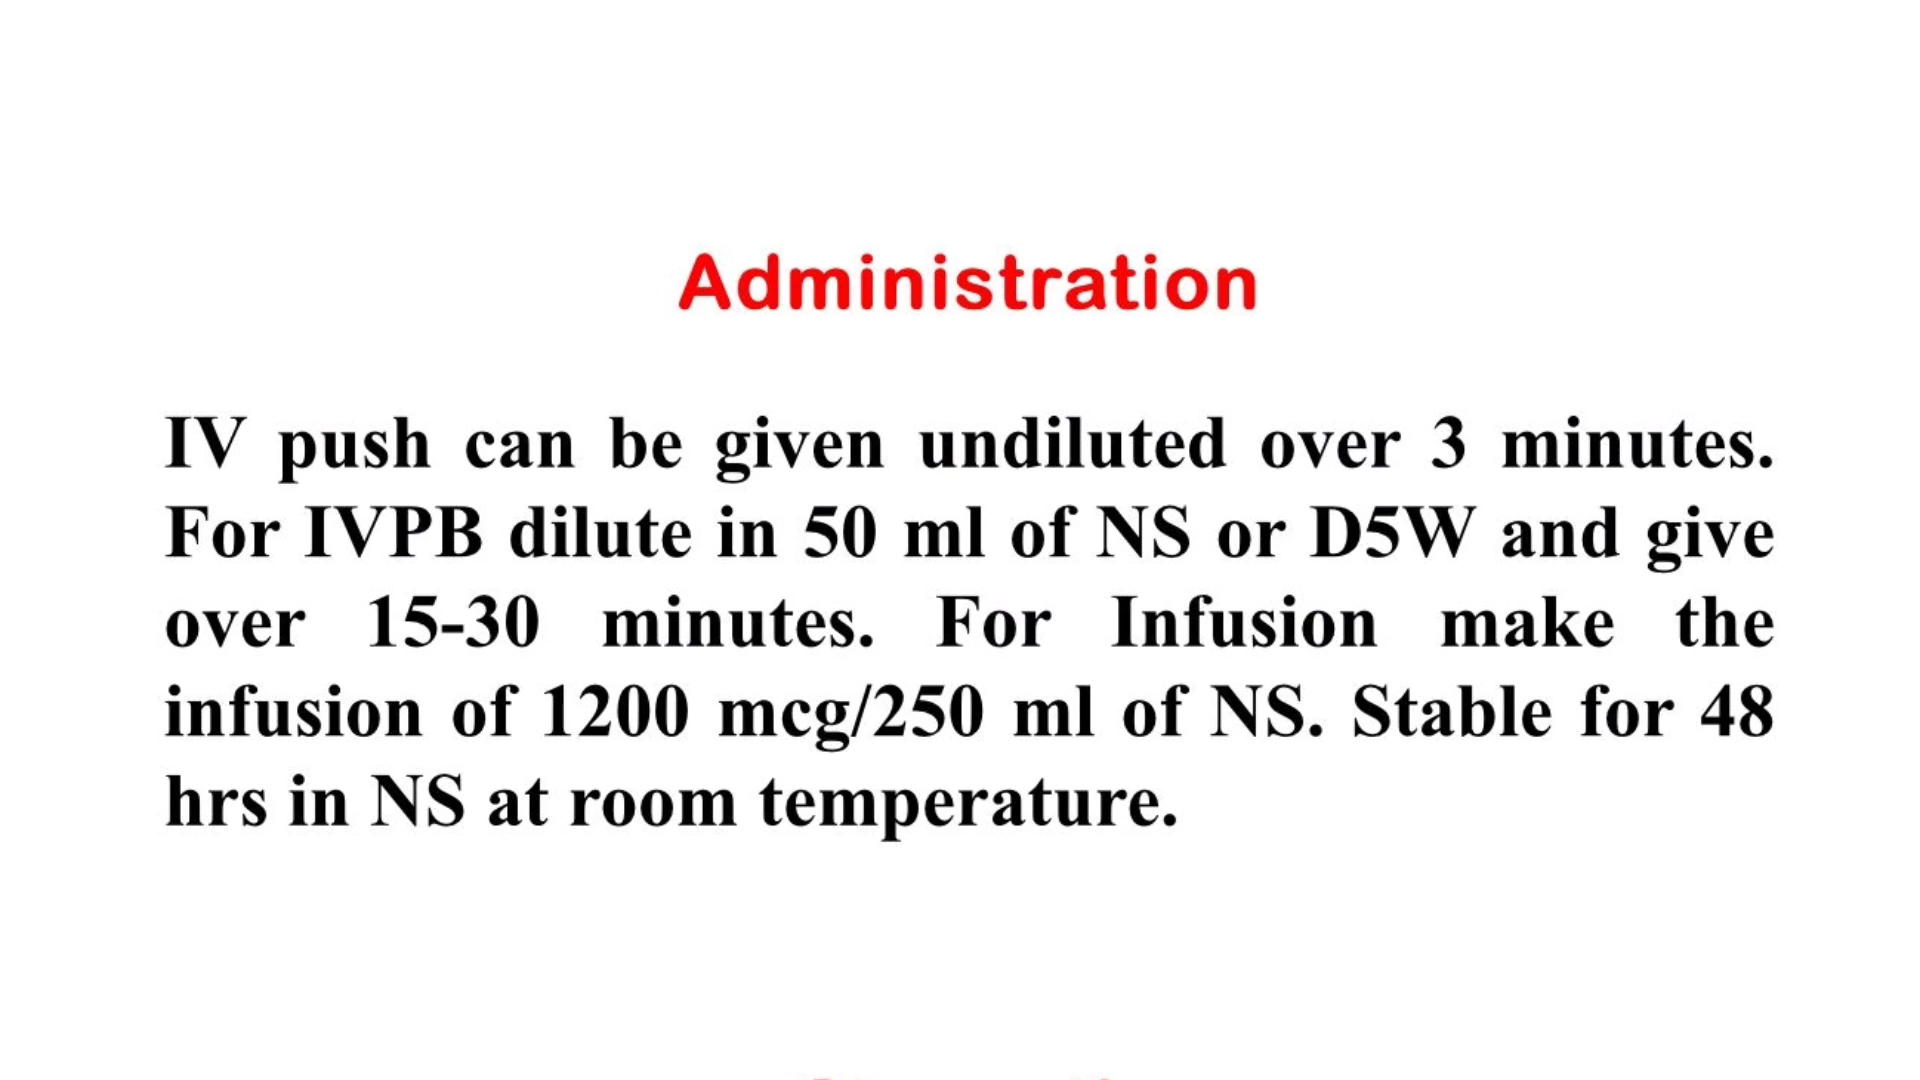 Administration
IV push can be given undiluted over 3 minutes.
For IVPB dilute in 50 ml of NS or D5W and give
over 15-30 minutes. For Infusion make the
infusion of 1200 mcg/250 ml of NS. Stable for 48
hrs in NS at room temperature.